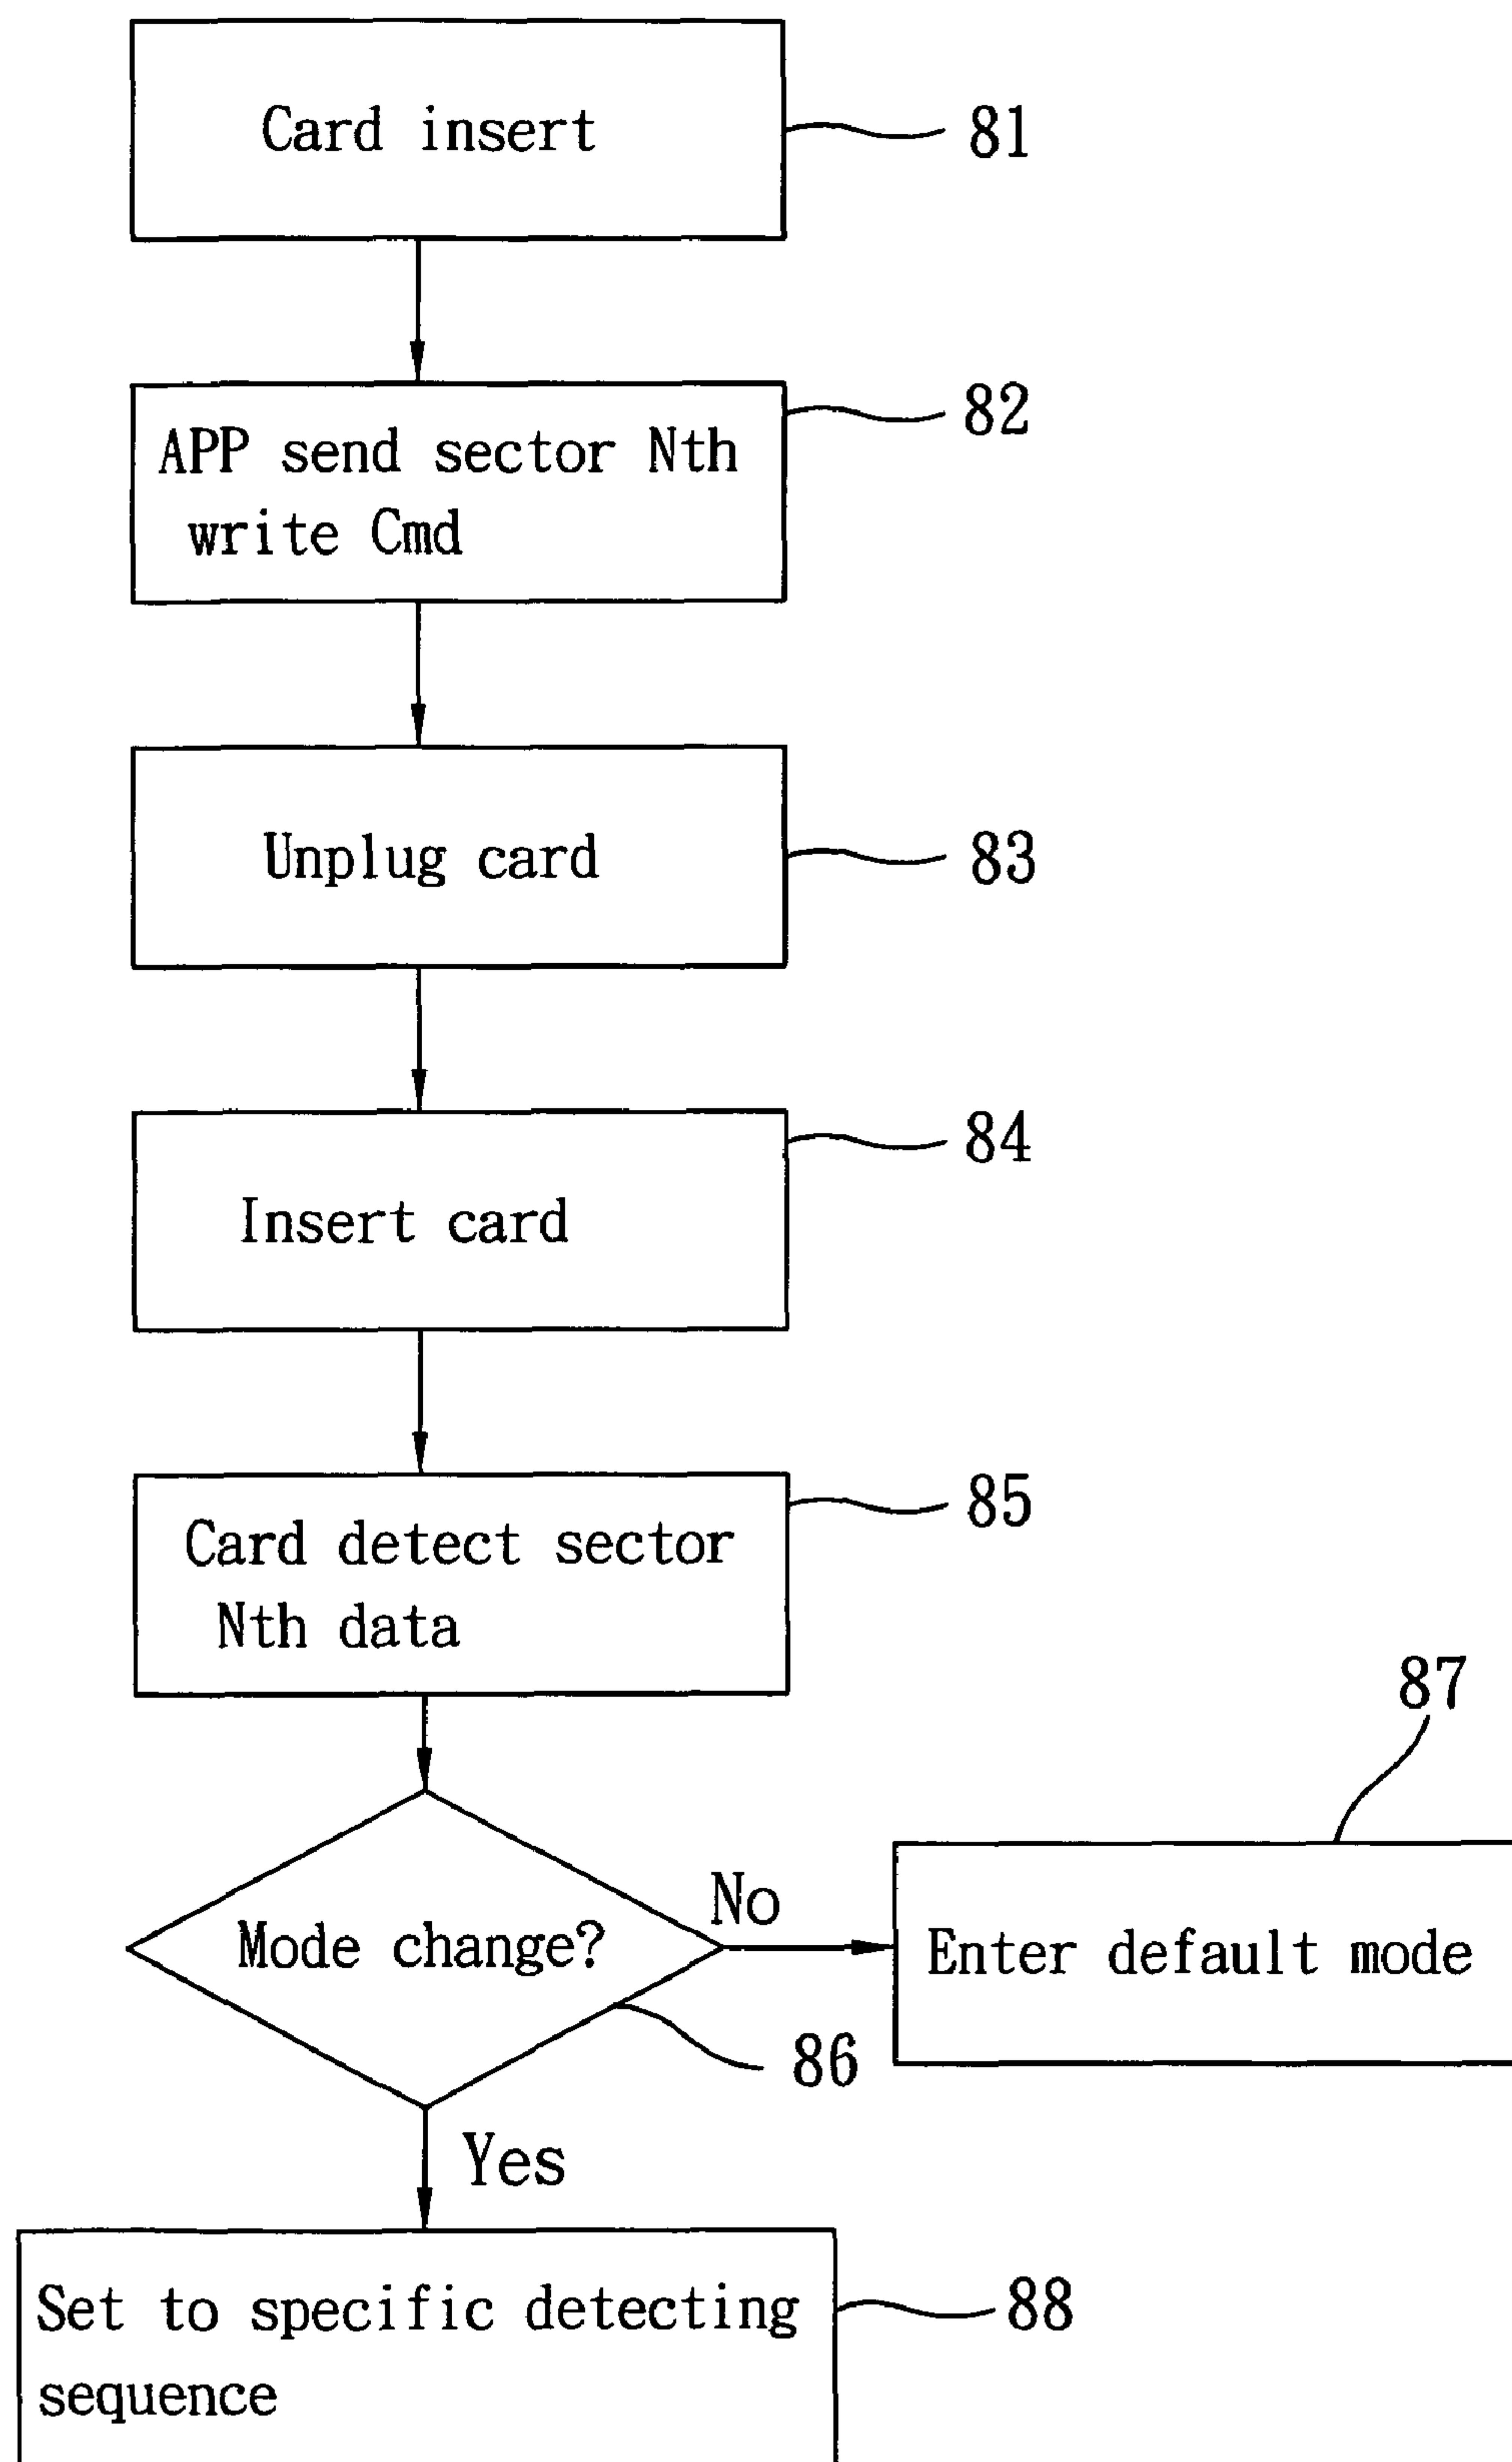 Card insert
81
APP send sector Nth
write Cmd
82
Unplug card
83
Insert card
84
Card detect sector
Nth data
85
Mode change?
86
No
Enter default mode
87
Yes
Set to specific detecting
sequence
88